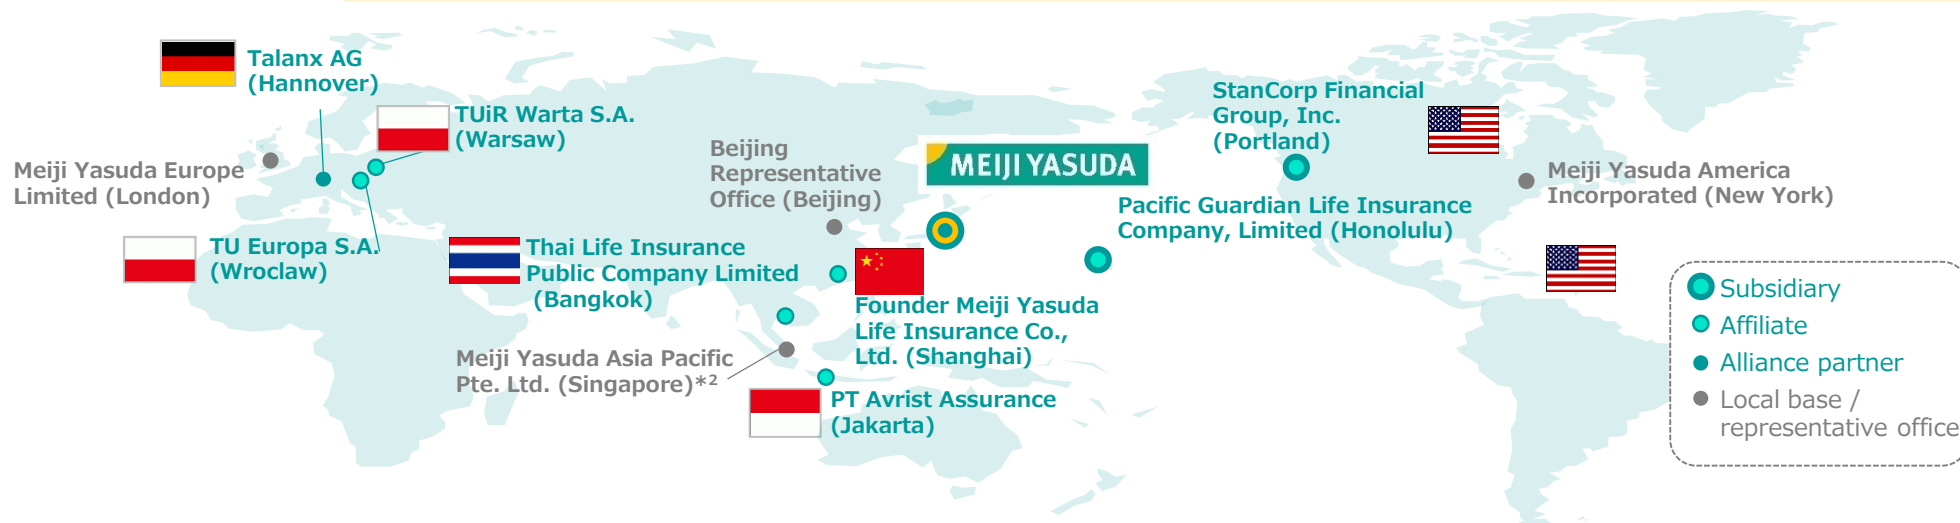 Talanx AG
(Hannover)
TUiR Warta S.A.
(Warsaw)
Meiji Yasuda Europe
Limited (London)
TU Europa S.A.
(Wroclaw)
Beijing
Representative
Office (Beijing)
MEIJI YASUDA
Thai Life Insurance
Public Company Limited
(Bangkok)
Founder Meiji Yasuda
Life Insurance Co.,
Ltd. (Shanghai)
Meiji Yasuda Asia Pacific
Pte. Ltd. (Singapore)*2
PT Avrist Assurance
(Jakarta)
StanCorp Financial
Group, Inc.
(Portland)
Pacific Guardian Life Insurance
Company, Limited (Honolulu)
Meiji Yasuda America
Incorporated (New York)
Subsidiary
Affiliate
Alliance partner
Local base /
representative office